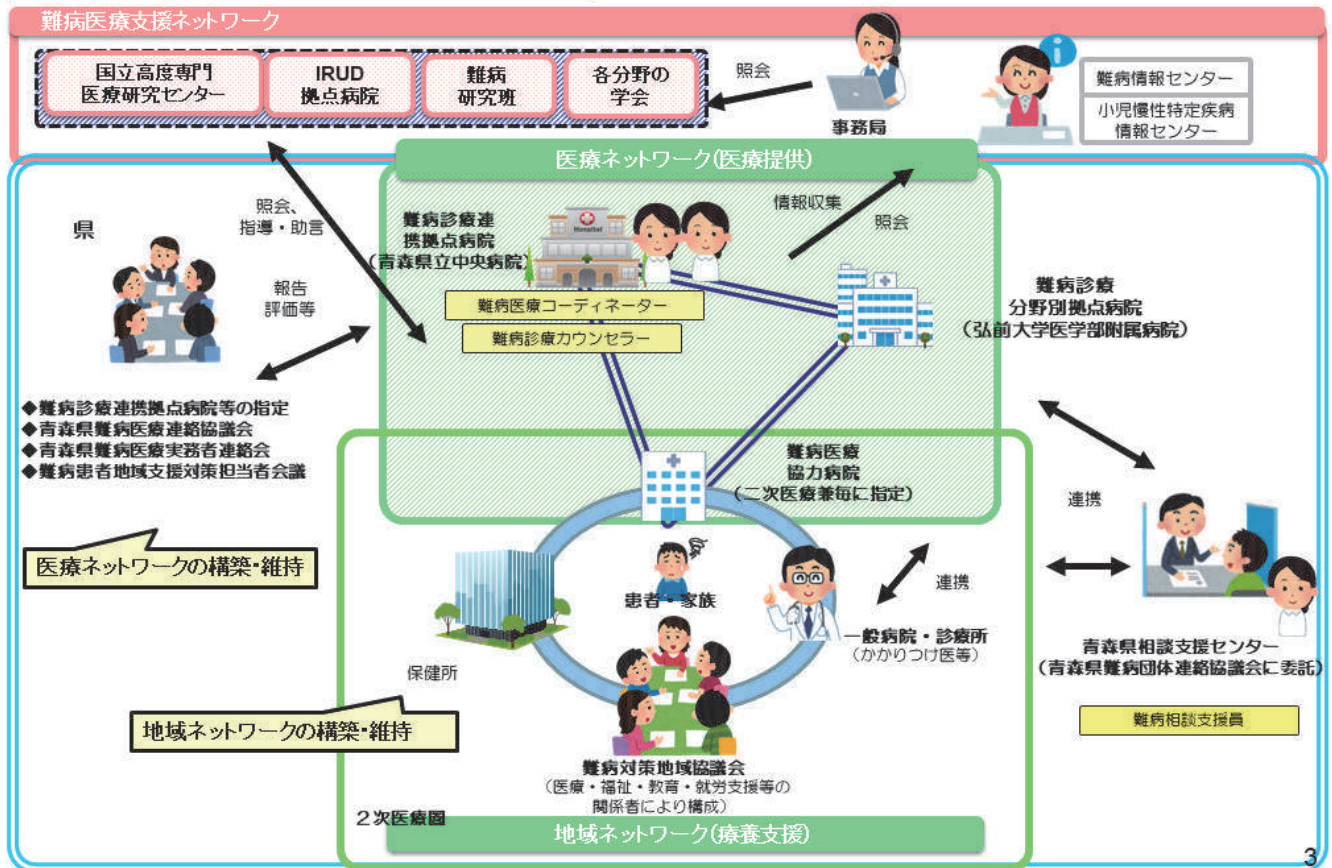 難病医療支援ネットワーク
国立高度専門
医療研究センター
IRUD
拠点病院
難病
研究班
各分野の
学会
照会
事務局
難病情報センター
小児慢性特定疾病
情報センター
医療ネットワーク(医療提供)
県
照会、
指導・助言
報告
評価等
難病診療連
携拠点病院
(青森県立中央病院)
Hospital
難病医療コーディネーター
難病診療カウンセラー
情報収集
照会
難病診療
分野別拠点病院
(弘前大学医学部附属病院)
◆難病診療連携拠点病院等の指定
◆青森県難病医療連絡協議会
◆青森県難病医療実務者連絡会
◆難病患者地域支援対策担当者会議
医療ネットワークの構築・維持
難病医療
協力病院
(二次医療兼毎に指定)
連携
患者・家族
連携
一般病院・診療所
(かかりつけ医等)
保健所
地域ネットワークの構築・維持
青森県相談支援センター
(青森県難病団体連絡協議会に委託)
難病相談支援員
難病対策地域協議会
(医療・福祉・教育・就労支援等の
関係者により構成)
２次医療圏
地域ネットワーク(療養支援)
3